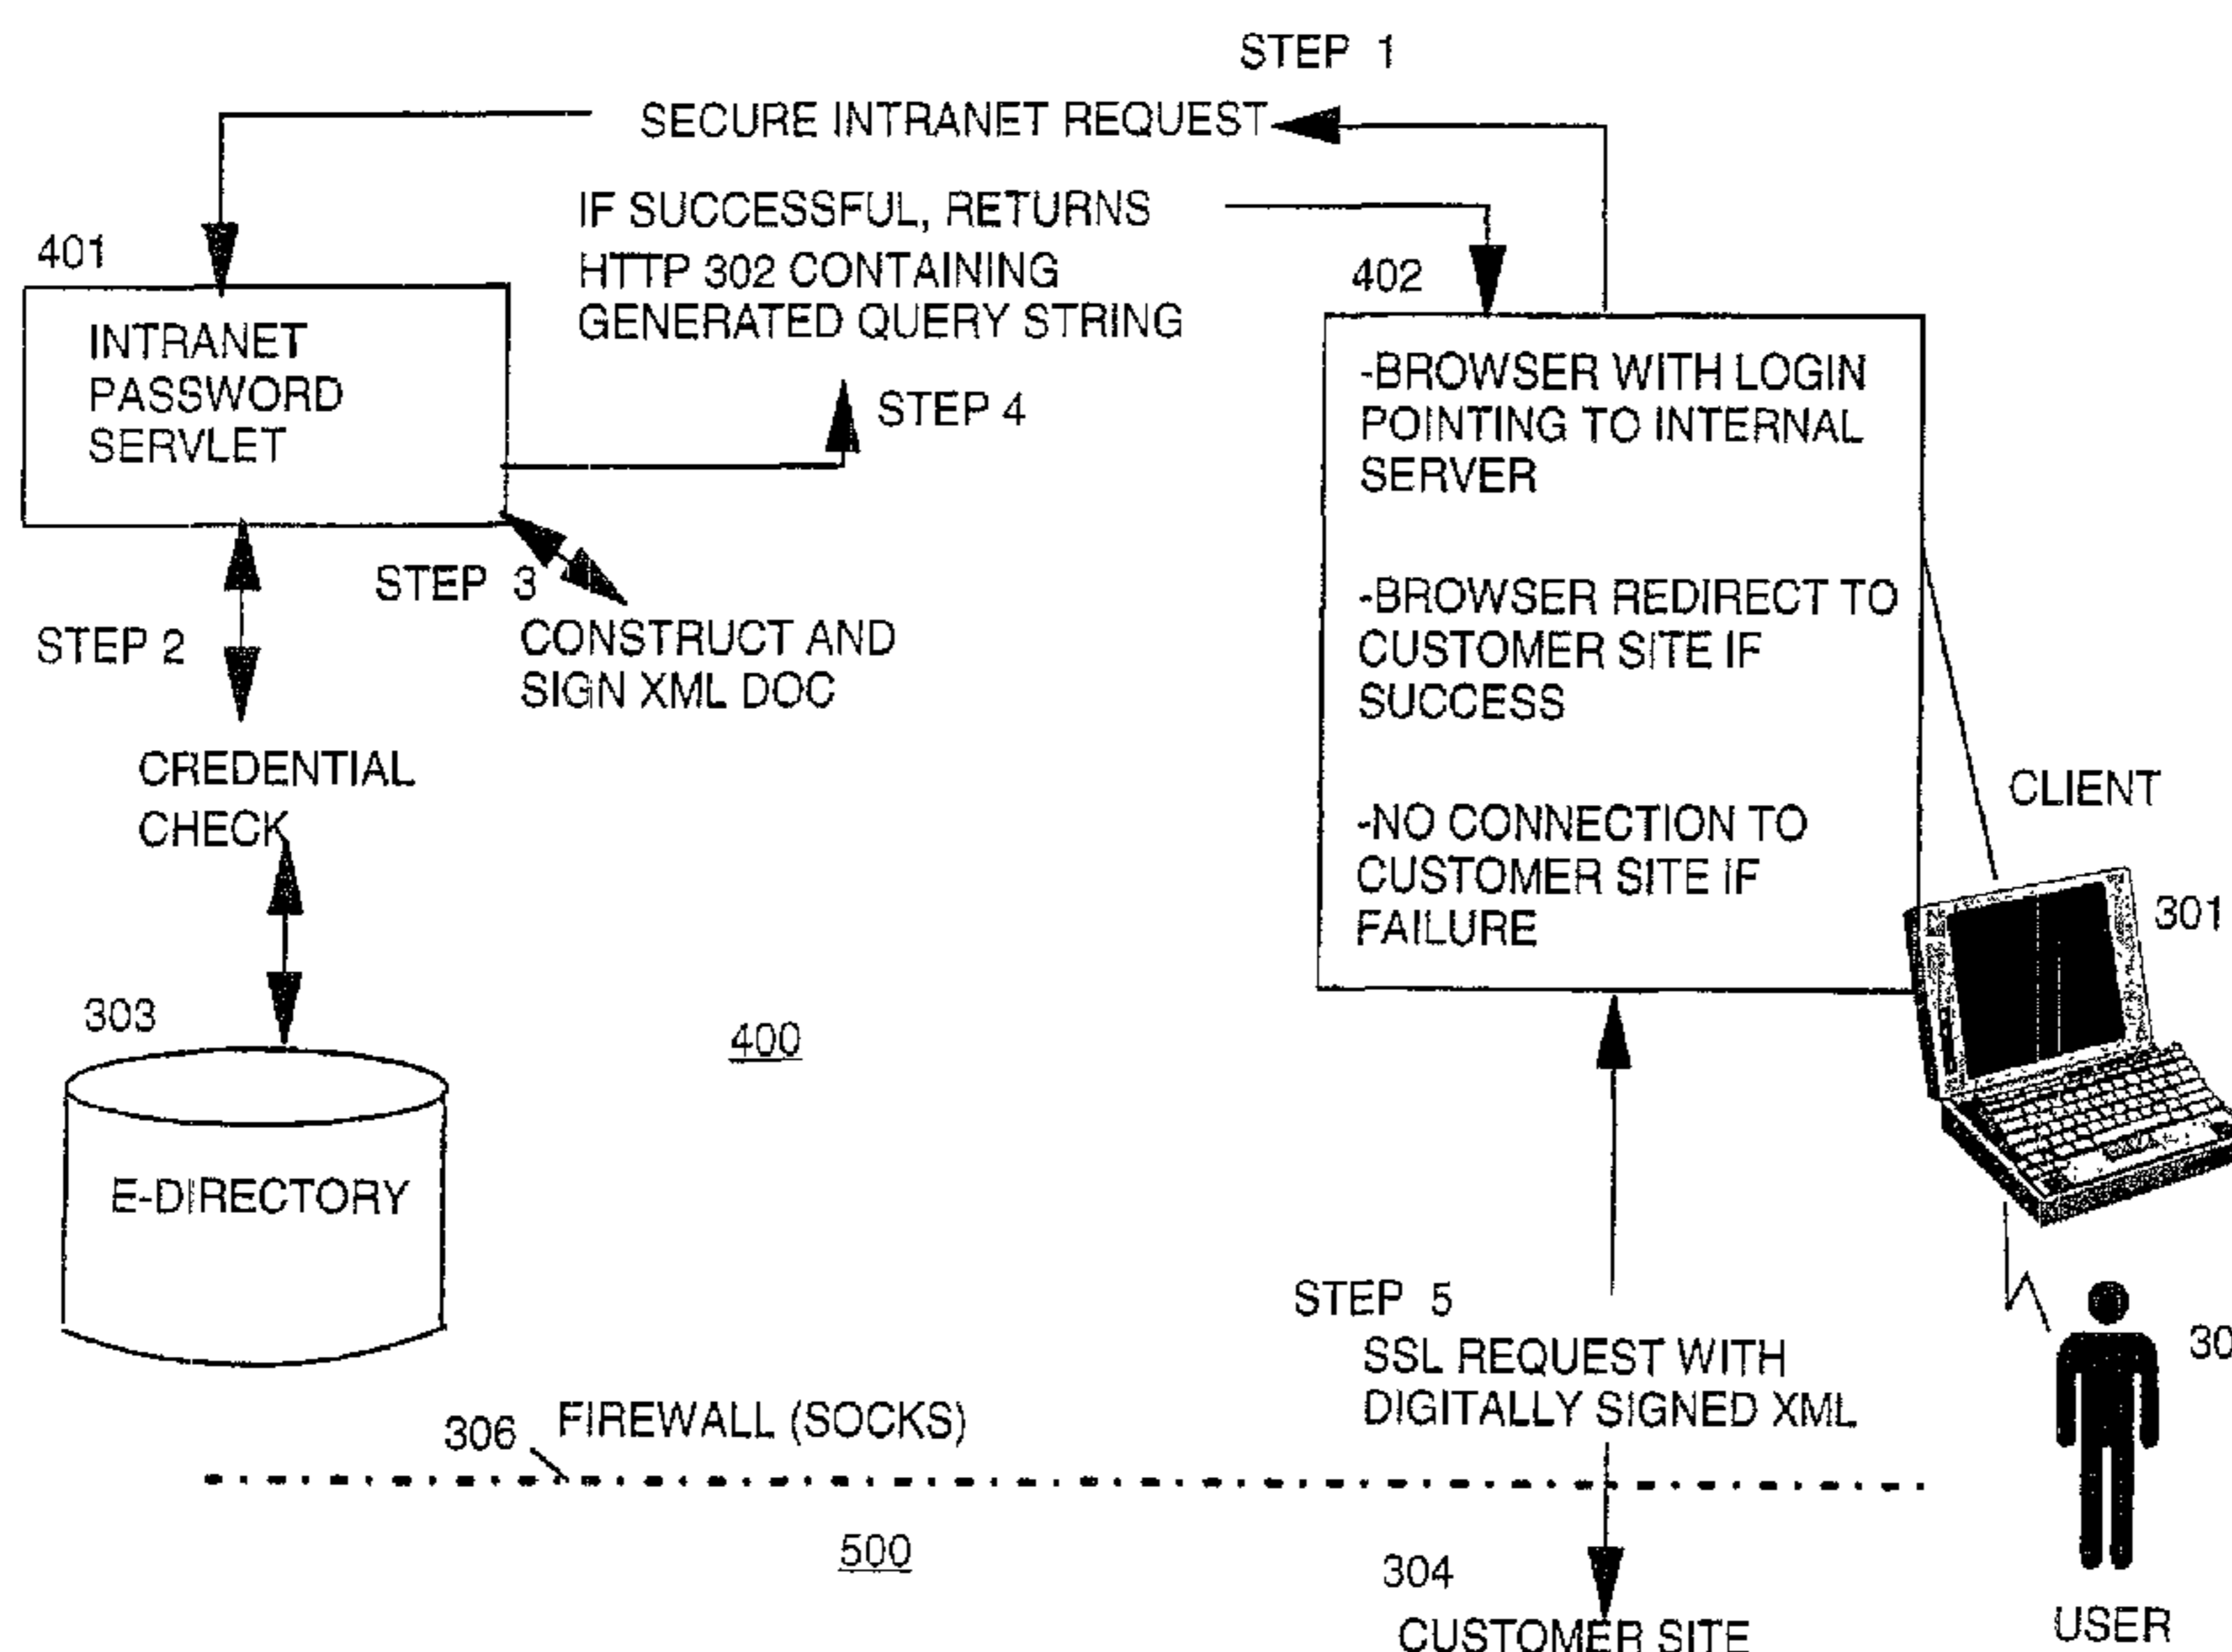 STEP 1
SECURE INTRANET REQUEST
IF SUCCESSFUL, RETURNS
HTTP 302 CONTAINING
GENERATED QUERY STRING
401
INTRANET
PASSWORD
SERVLET
STEP 4
402
-BROWSER WITH LOGIN
POINTING TO INTERNAL
SERVER
-BROWSER REDIRECT TO
CUSTOMER SITE IF
SUCCESS
-NO CONNECTION TO
CUSTOMER SITE IF
FAILURE
STEP 2
STEP 3
CONSTRUCT AND
SIGN XML DOC
CREDENTIAL
CHECK
CLIENT
301
303
E-DIRECTORY
400
STEP 5
SSL REQUEST WITH
DIGITALLY SIGNED XML
306
FIREWALL (SOCKS)
500
304
CUSTOMER SITE
USER